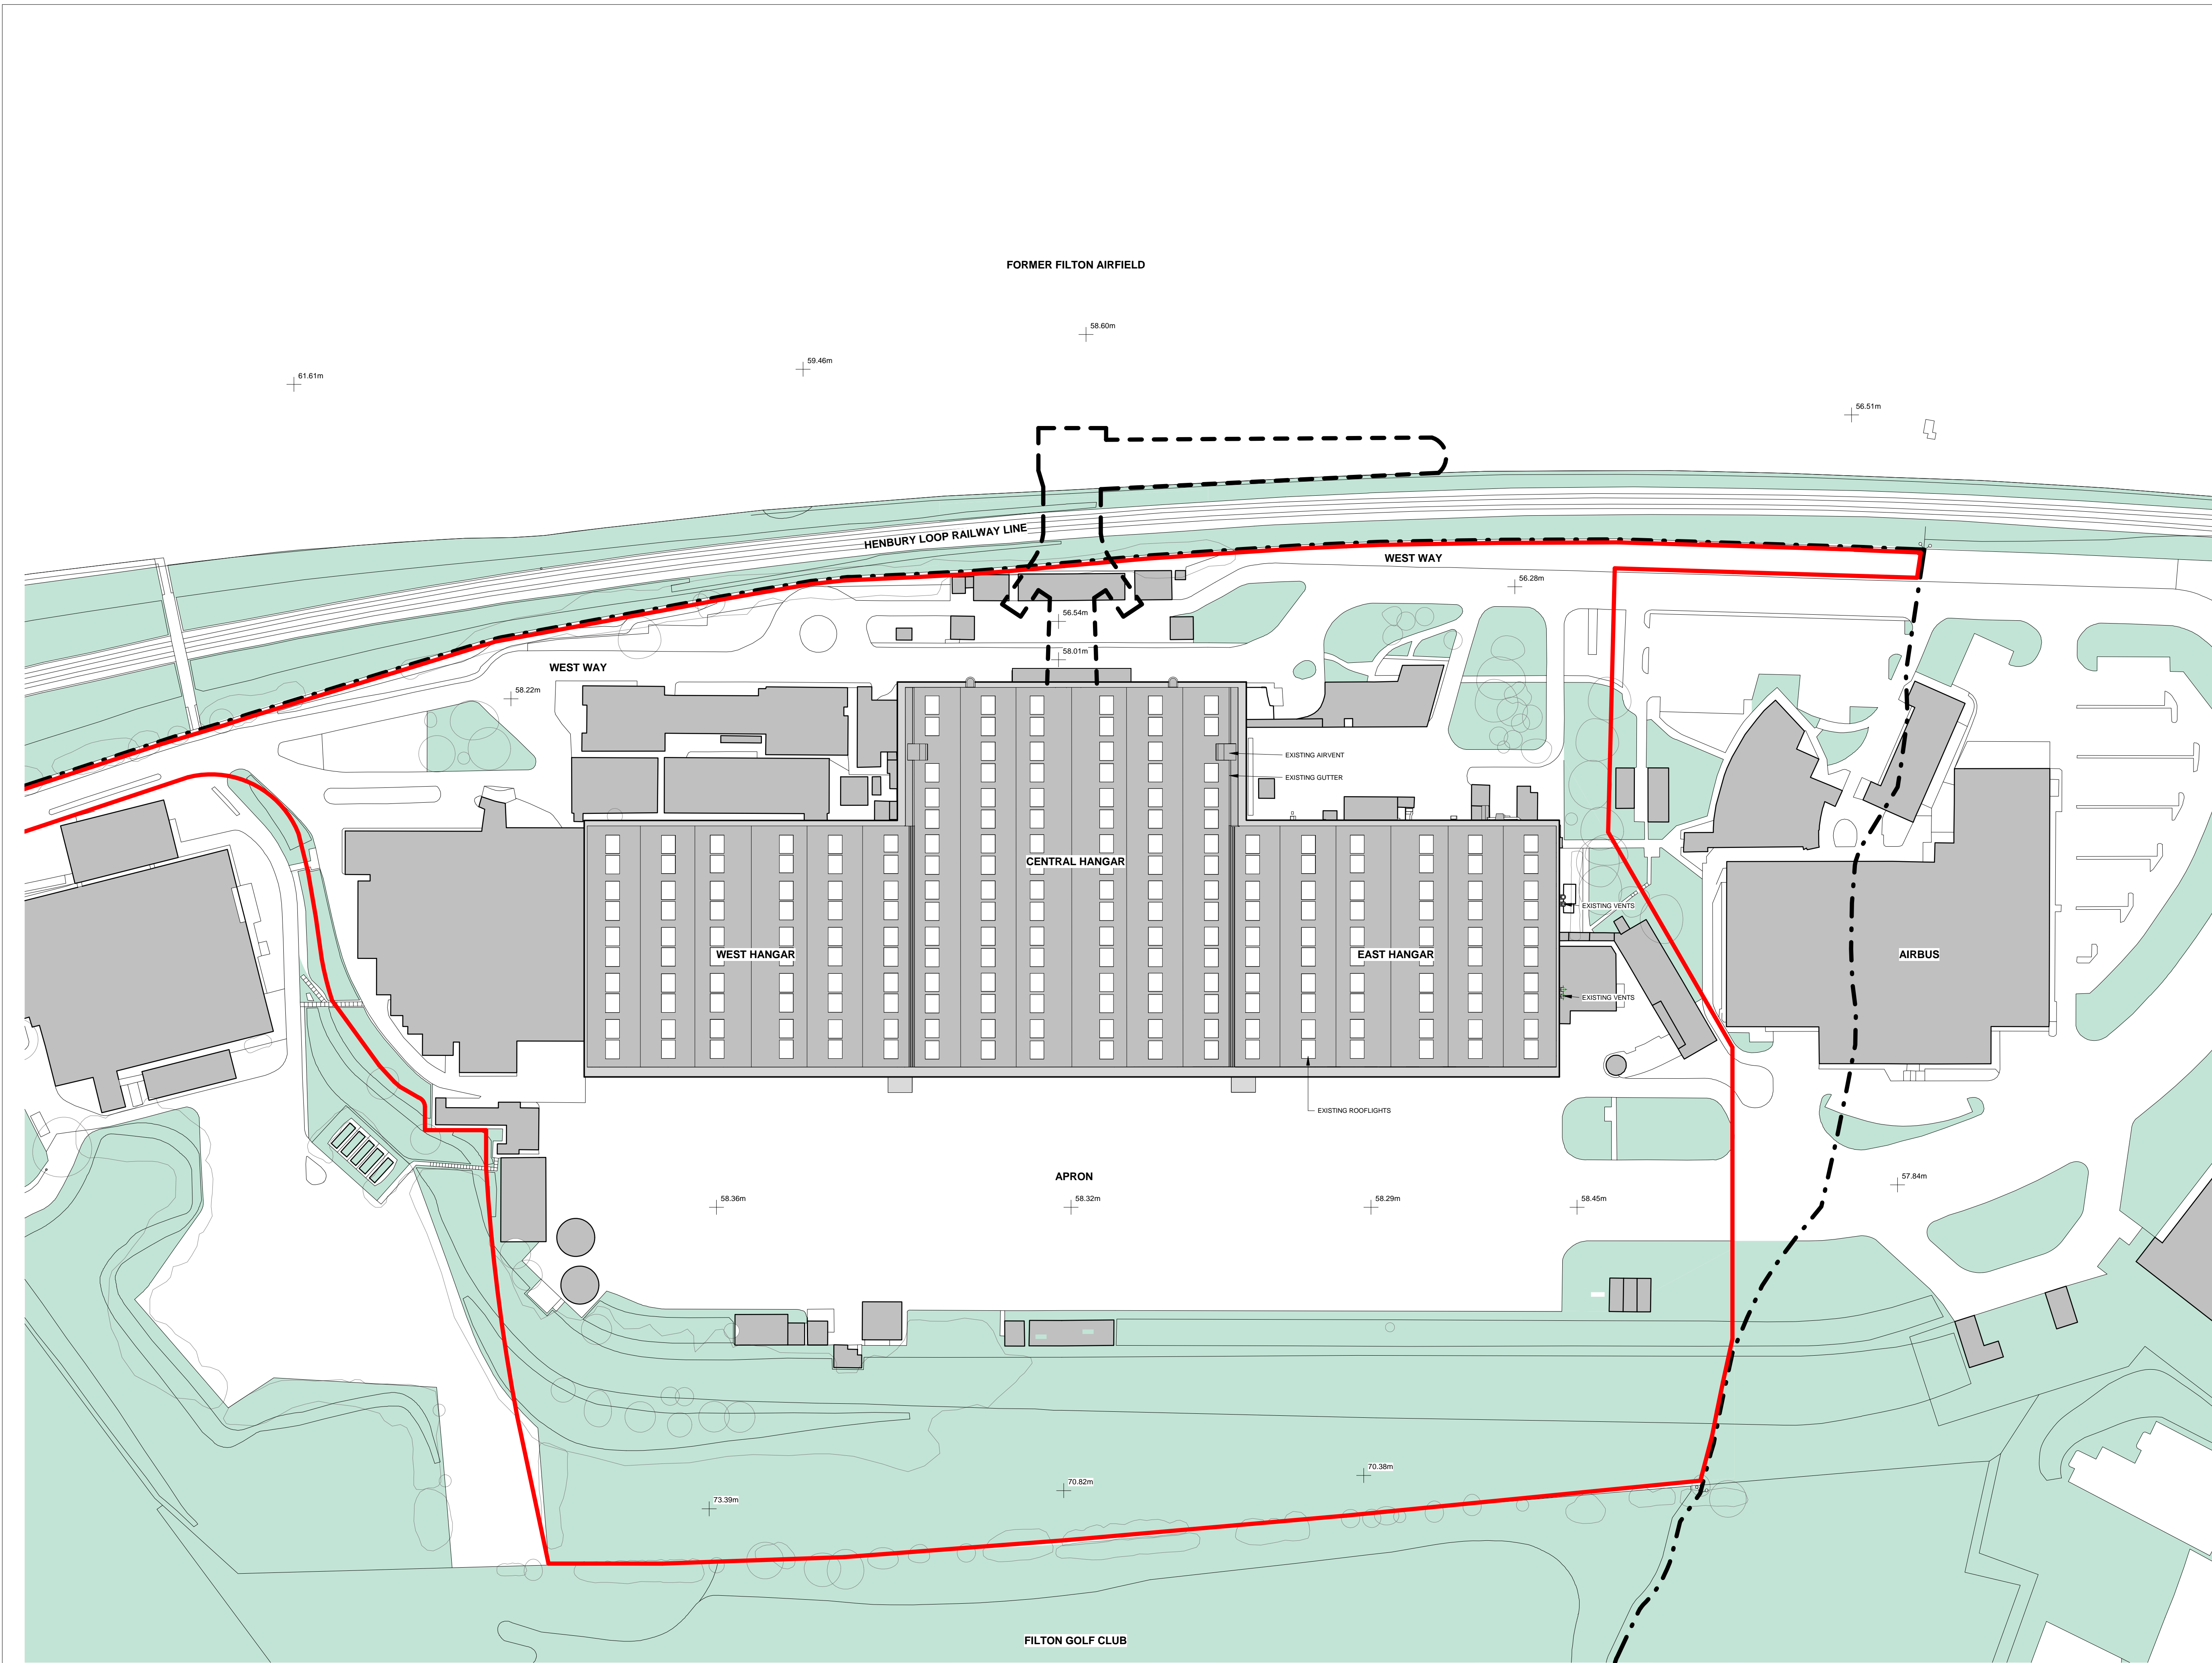 FORMER FILTON AIRFIELD
58.60m
59.46m
61.61m
56.51m
HENBURY LOOP RAILWAY LINE
WEST WAY
56.28m
56.54m
58.01m
WEST WAY
58.22m
EXISTING AIRVENT
EXISTING GUTTER
CENTRAL HANGAR
EXISTING VENTS
WEST HANGAR
EAST HANGAR
AIRBUS
EXISTING VENTS
EXISTING ROOFLIGHTS
APRON
57.84m
58.36m
58.32m
58.29m
58.45m
70.38m
70.82m
73.39m
FILTON GOLF CLUB